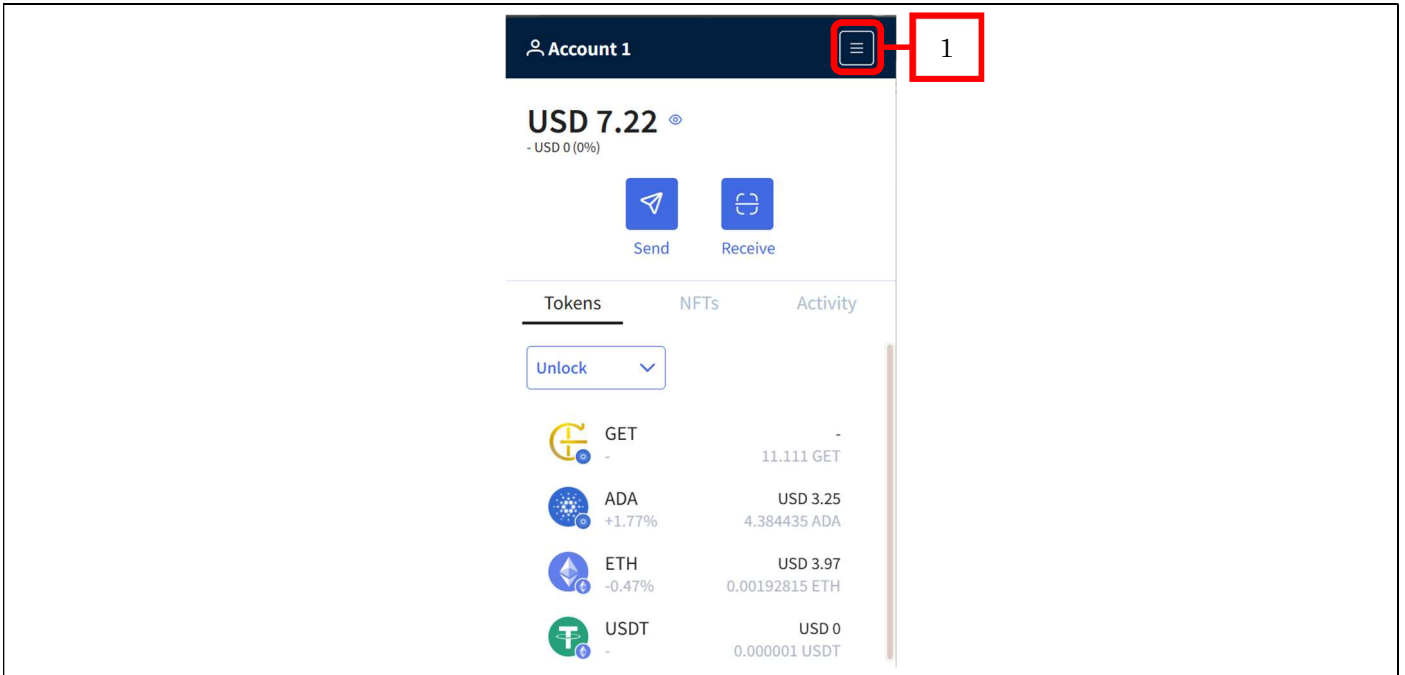 Account 1
1
USD 7.22
- USD 0 (0%)
Send Receive
Tokens NFTs Activity
Unlock
GET -
- 11.111 GET
ADA USD 3.25
+1.77% 4.384435 ADA
ETH USD 3.97
-0.47% 0.00192815 ETH
USDT USD 0
- 0.000001 USDT